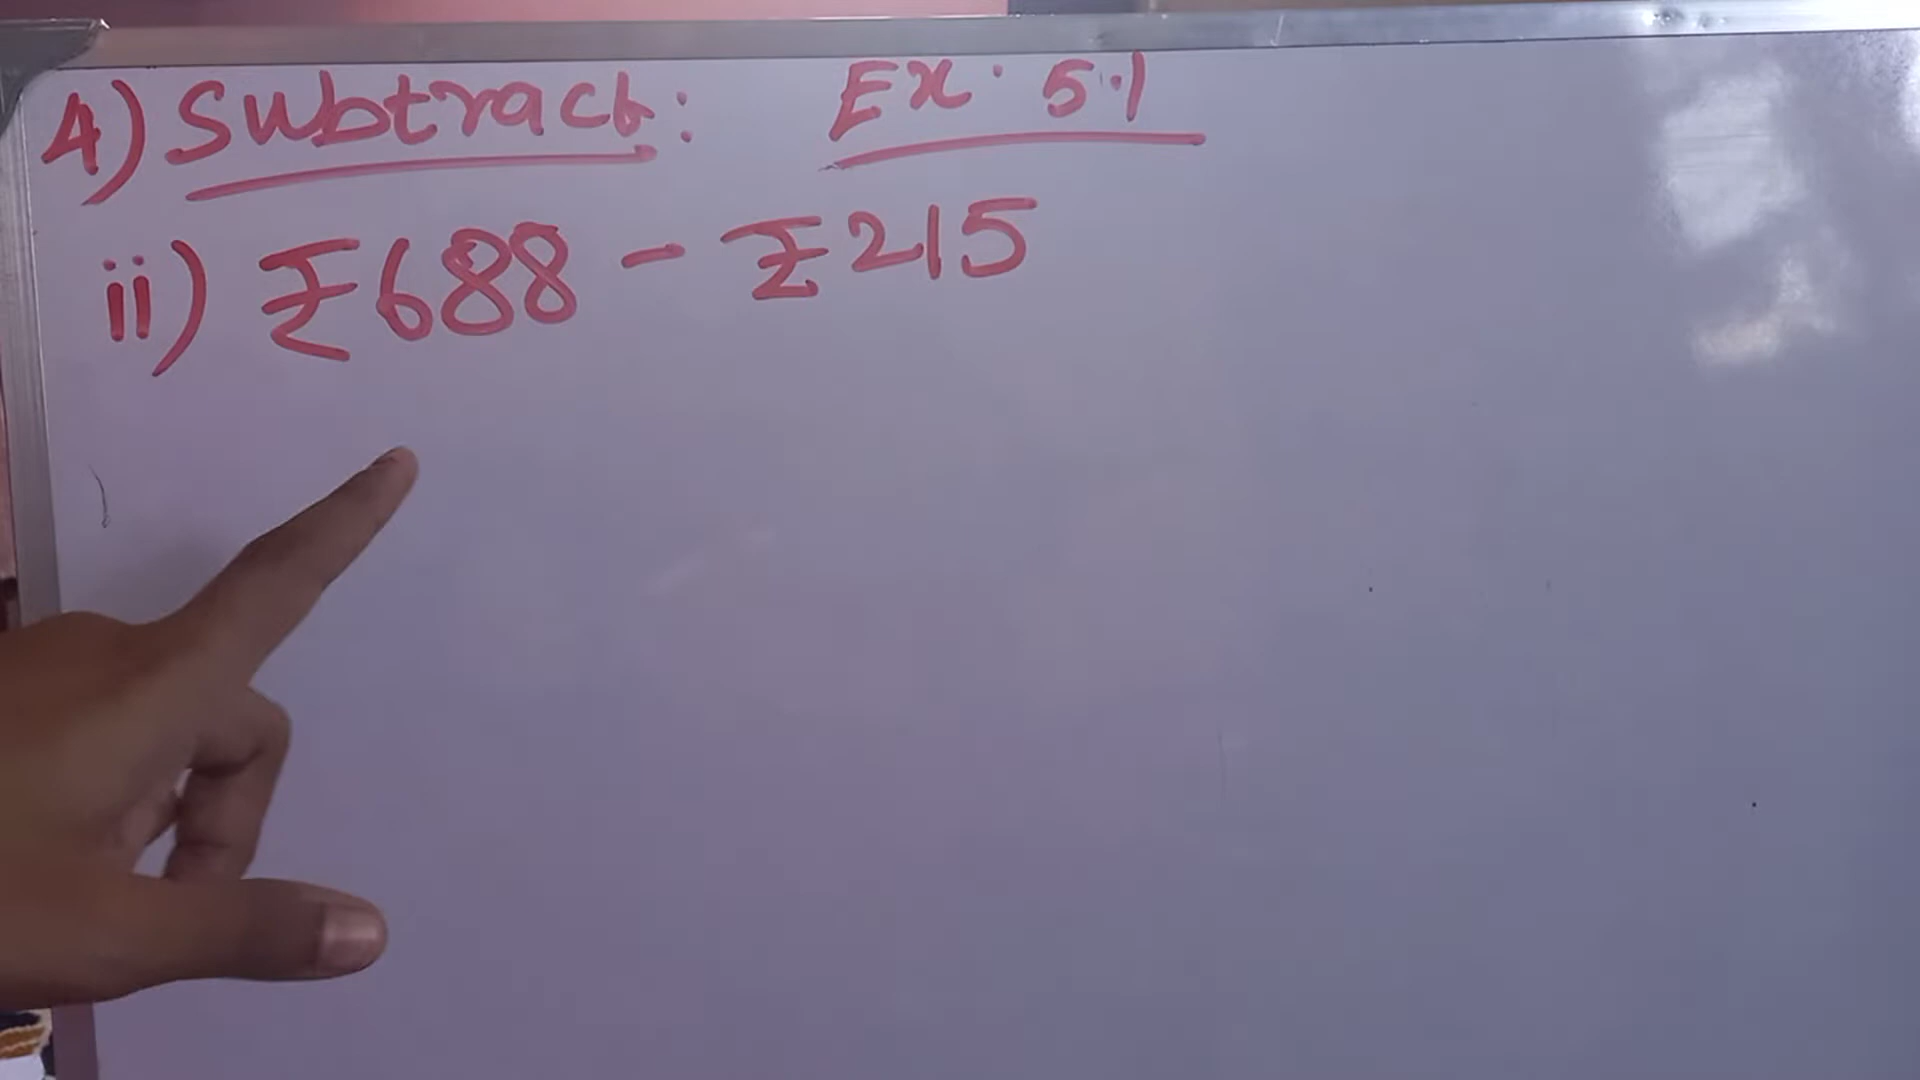 4) Subtract: Ex. 5.1
ii) ₹688 - ₹215